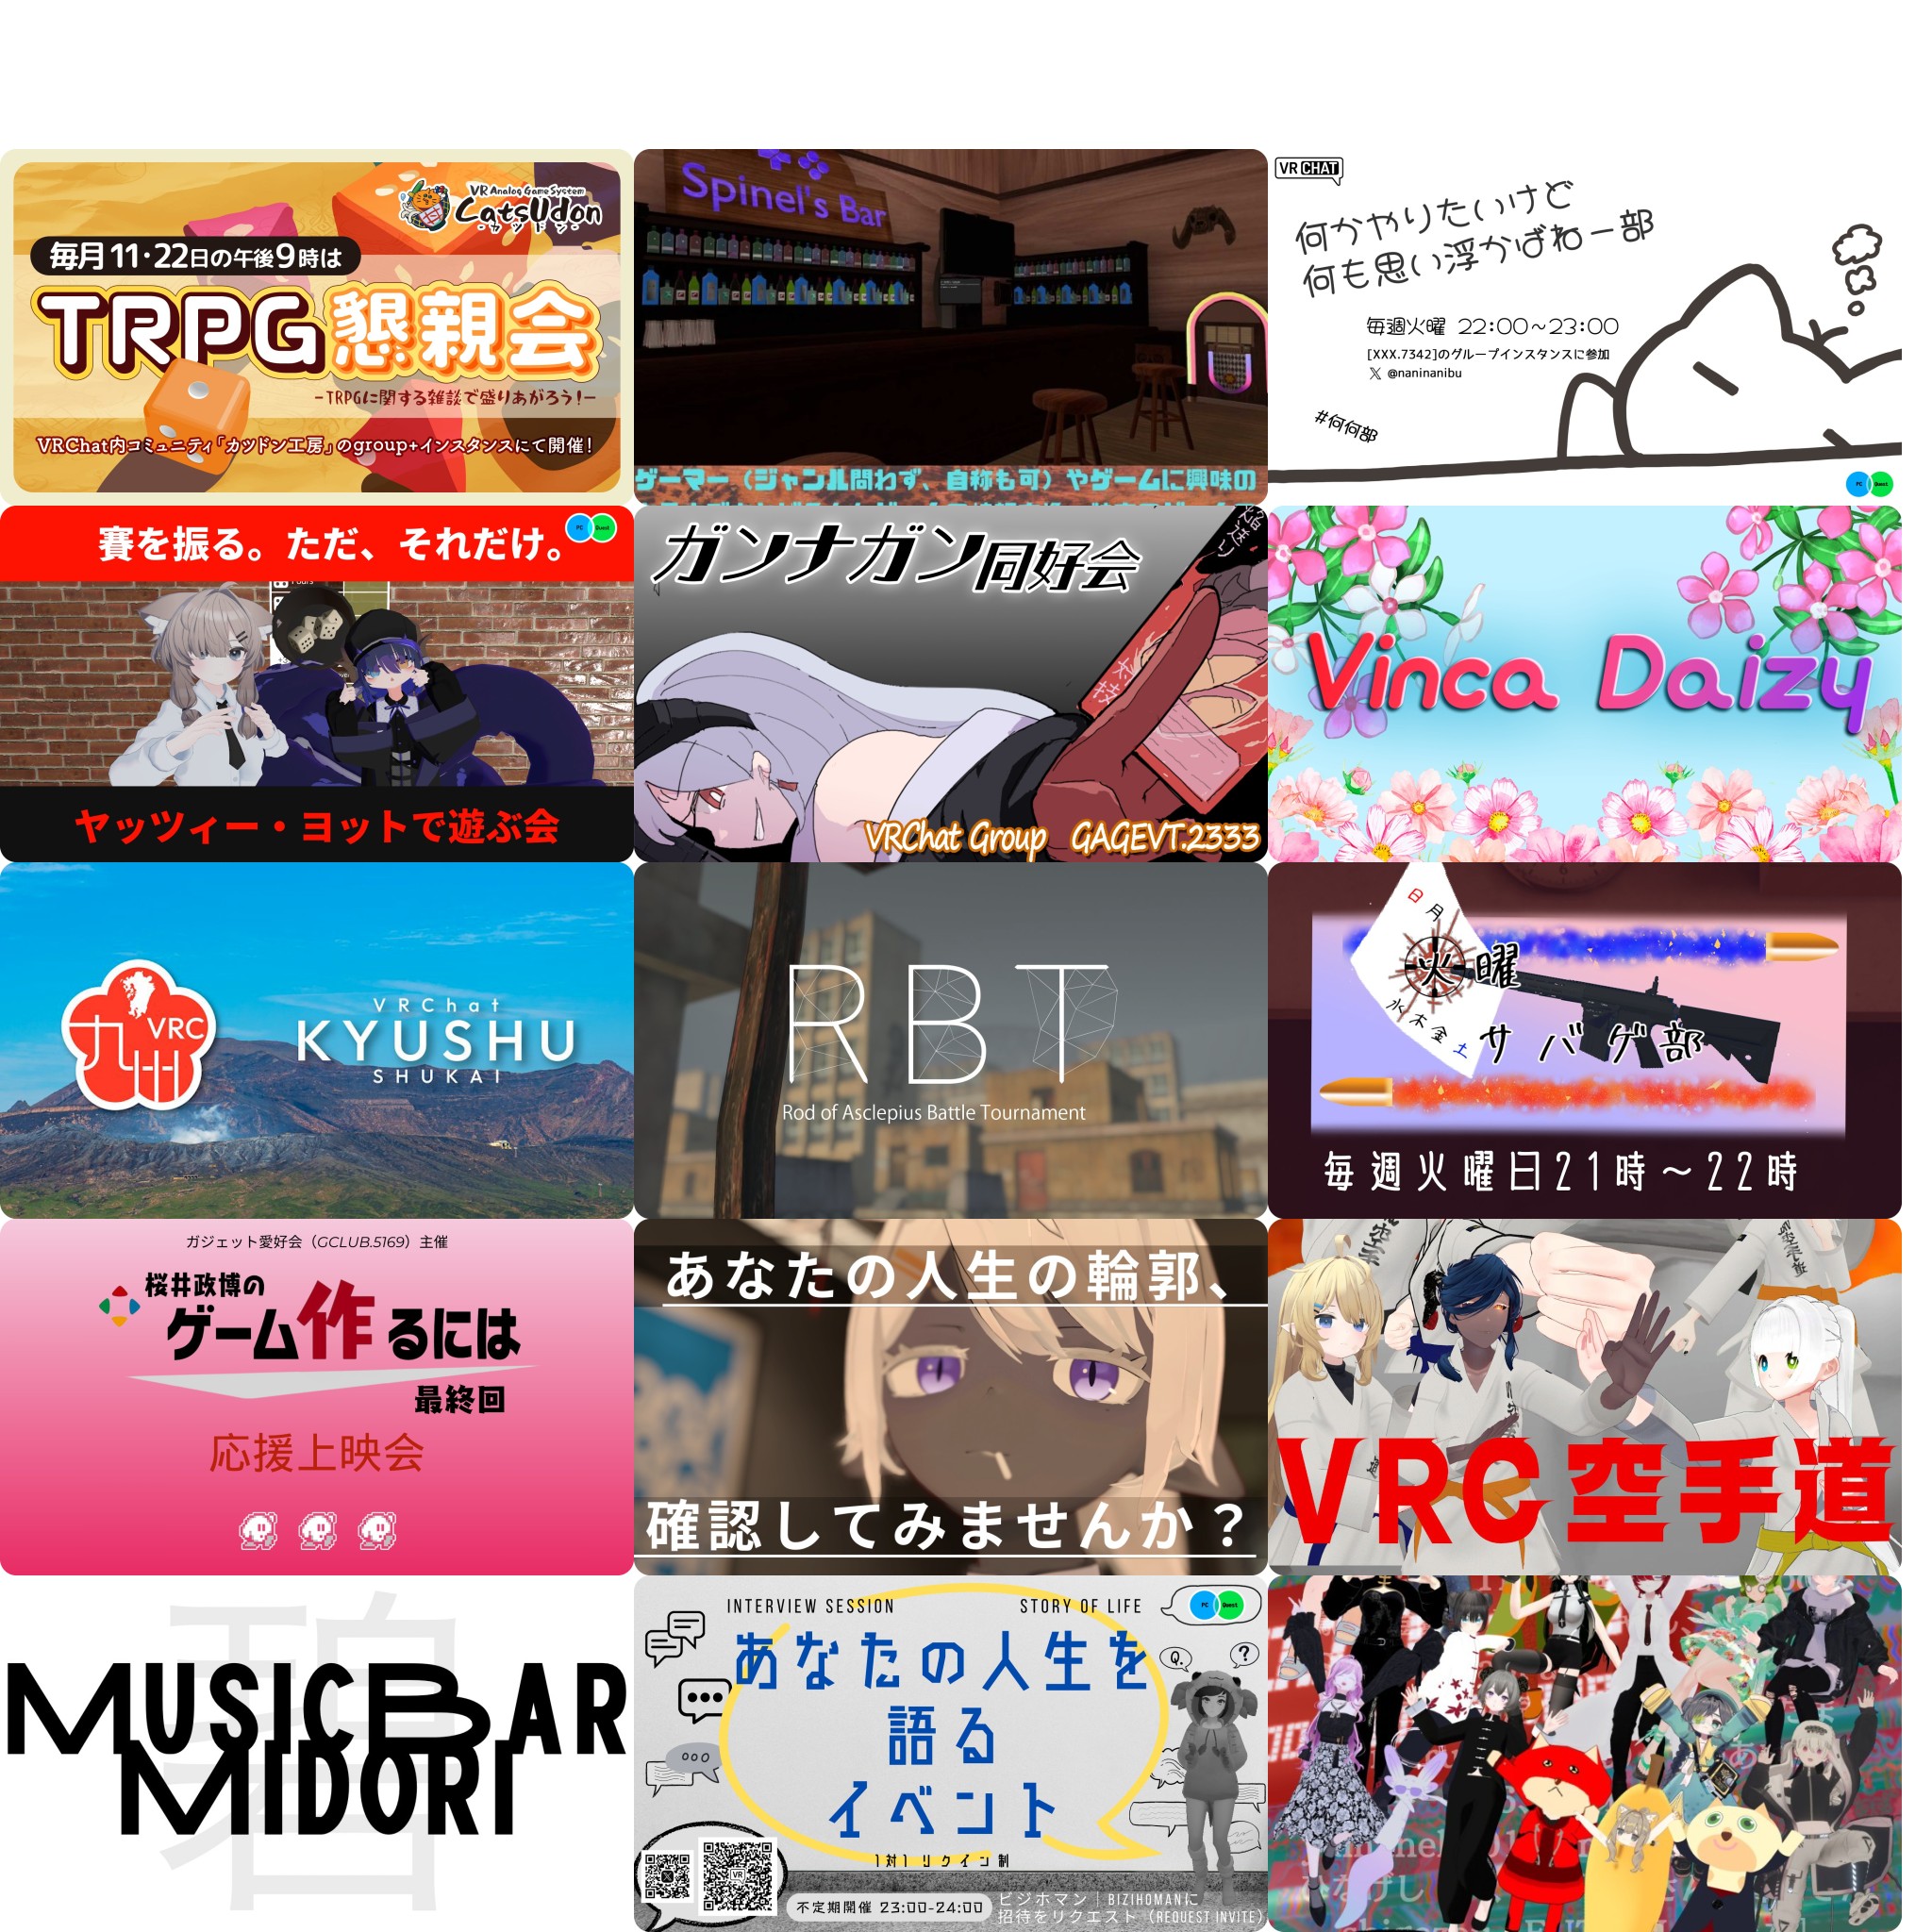 VR Analog Game System
CatsUdon
-カツドン-
毎月11・22日の午後9時は
TRPG懇親会
-TRPGに関する雑談で盛りあがろう!-
VRChat内コミュニティ「カツドン工房」のgroup+インスタンスにて開催!
Spinel's Bar
ゲーマー（ジャンル問わず、自称も可）やゲームに興味の
VRCHAT
何かやりたいけど
何も思い浮かばねー部
毎週火曜 22:00~23:00
[XXX.7342]のグループインスタンスに参加
X @naninanibu
#何何部
PC Quest
賽を振る。ただ、それだけ。
PC Quest
ヤッツィー・ヨットで遊ぶ会
ガンナガン同好会
焔送り
VRChat Group GAGEVT.2333
Vinca Daizy
九州 VRC
VRChat
KYUSHU
SHUKAI
RBT
Rod of Asclepius Battle Tournament
日月火曜
水木金土
サバゲ部
毎週火曜日21時～22時
ガジェット愛好会（GCLUB.5169）主催
桜井政博の
ゲーム作るには
最終回
応援上映会
あなたの人生の輪郭、
確認してみませんか？
VRC空手道
碧
MUSIC BAR
MIDORI
INTERVIEW SESSION
STORY OF LIFE
PC Quest
Q.
?
あなたの人生を
語る
イベント
1対1 リクイン制
VR
不定期開催 23:00-24:00
ビジホマン｜BIZIHOMANに
招待をリクエスト（REQUEST INVITE）